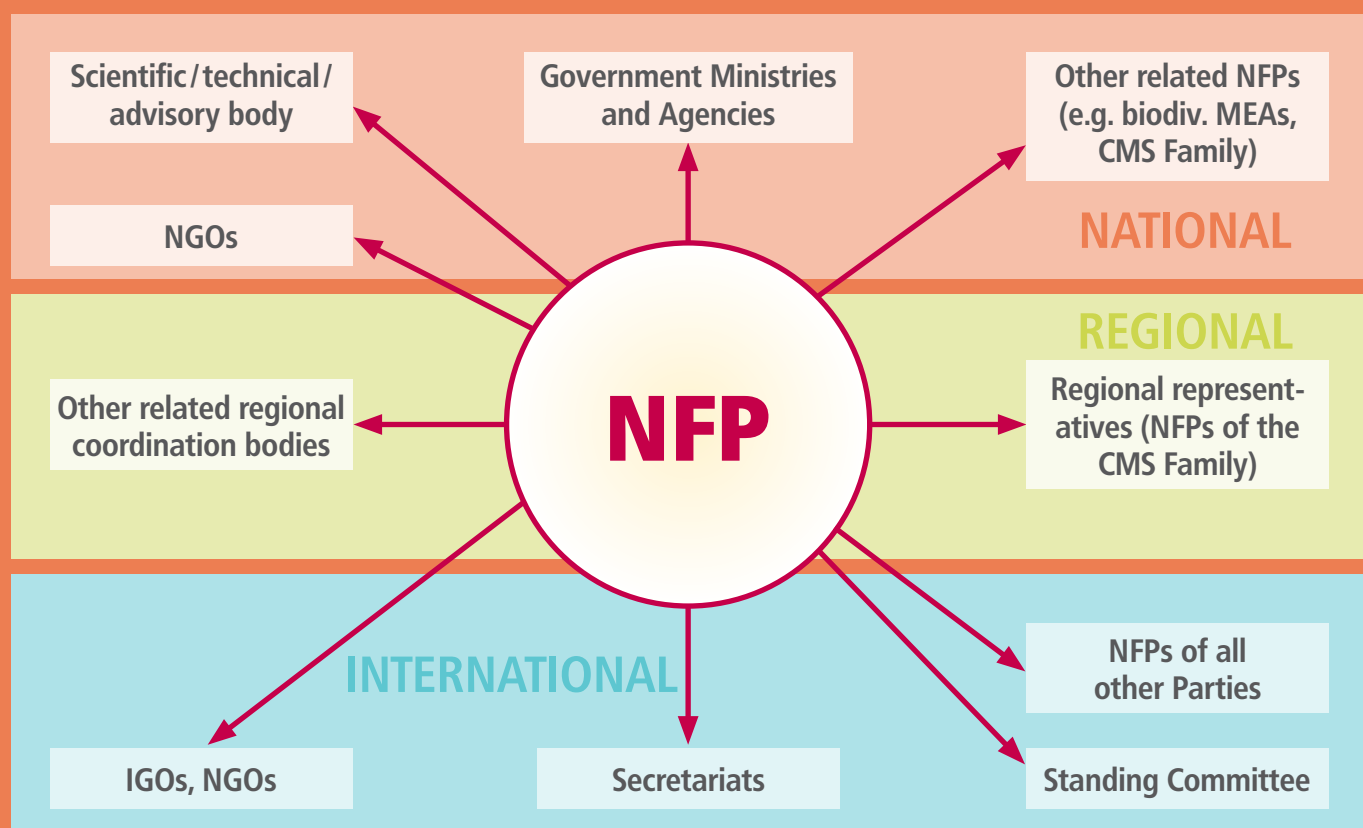 Scientific/technical/
advisory body
Government Ministries
and Agencies
Other related NFPs
(e.g. biodiv. MEAs,
CMS Family)
NGOs
NATIONAL
REGIONAL
Other related regional
coordination bodies
NFP
Regional represent-
atives (NFPs of the
CMS Family)
INTERNATIONAL
NFPs of all
other Parties
IGOs, NGOs
Secretariats
Standing Committee